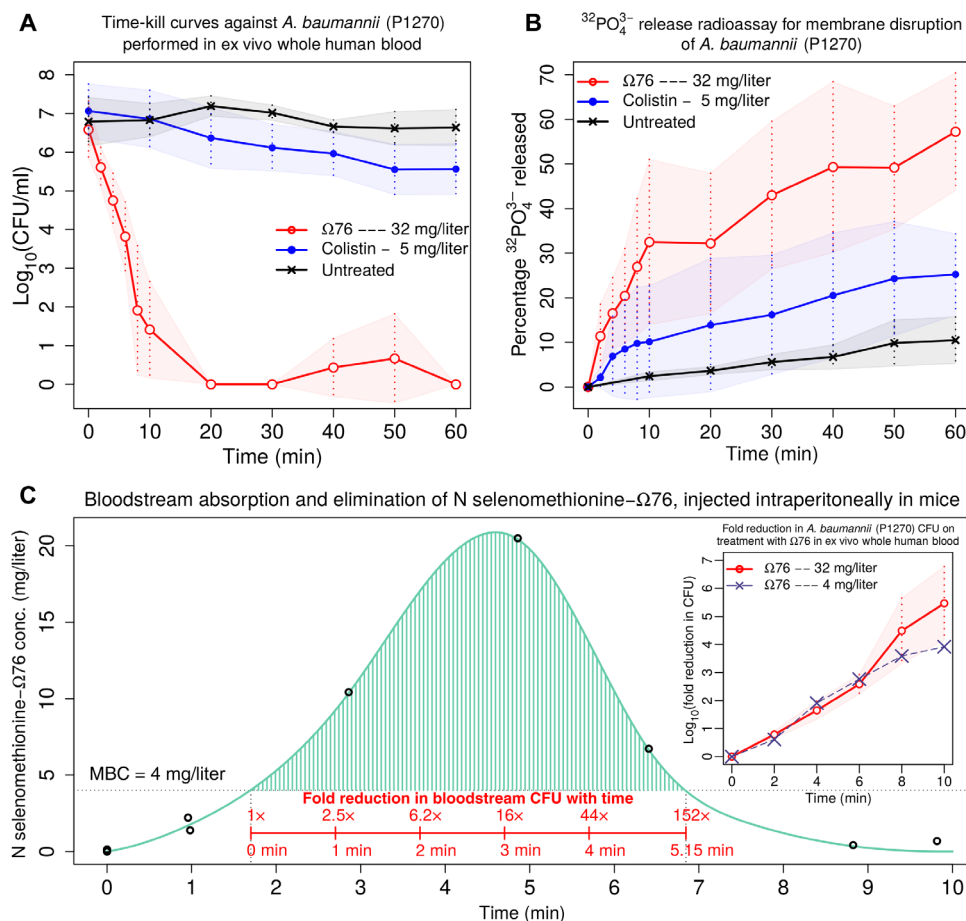 A
Time-kill curves against A. baumannii (P1270)
performed in ex vivo whole human blood
Log10(CFU/ml)
8
7
6
5
4
3
2
1
0
Ω76 −−− 32 mg/liter
Colistin − 5 mg/liter
Untreated
0 10 20 30 40 50 60
Time (min)
B
32PO4 3− release radioassay for membrane disruption
of A. baumannii (P1270)
Percentage 32PO4 3− released
70
60
50
40
30
20
10
0
Ω76 −−− 32 mg/liter
Colistin − 5 mg/liter
Untreated
0 10 20 30 40 50 60
Time (min)
C
Bloodstream absorption and elimination of N selenomethionine−Ω76, injected intraperitoneally in mice
N selenomethionine−Ω76 conc. (mg/liter)
20
15
10
5
0
MBC = 4 mg/liter
Fold reduction in bloodstream CFU with time
1× 2.5× 6.2× 16× 44× 152×
0 min 1 min 2 min 3 min 4 min 5.15 min
0 1 2 3 4 5 6 7 8 9 10
Time (min)
Fold reduction in A. baumannii (P1270) CFU on
treatment with Ω76 in ex vivo whole human blood
Log10(fold reduction in CFU)
7
6
5
4
3
2
1
0
Ω76 −− 32 mg/liter
Ω76 −−− 4 mg/liter
0 2 4 6 8 10
Time (min)